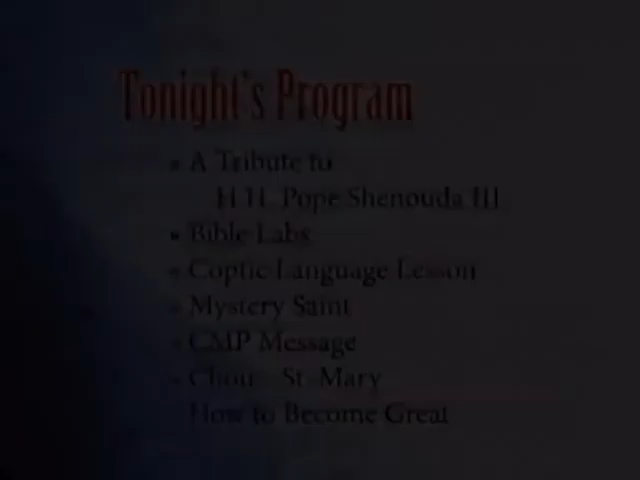 Tonight's Program
A Tribute to
H.H. Pope Shenouda III
Bible Labs
Coptic Language Lesson
Mystery Saint
CMP Message
St. Mary
How to Become Great